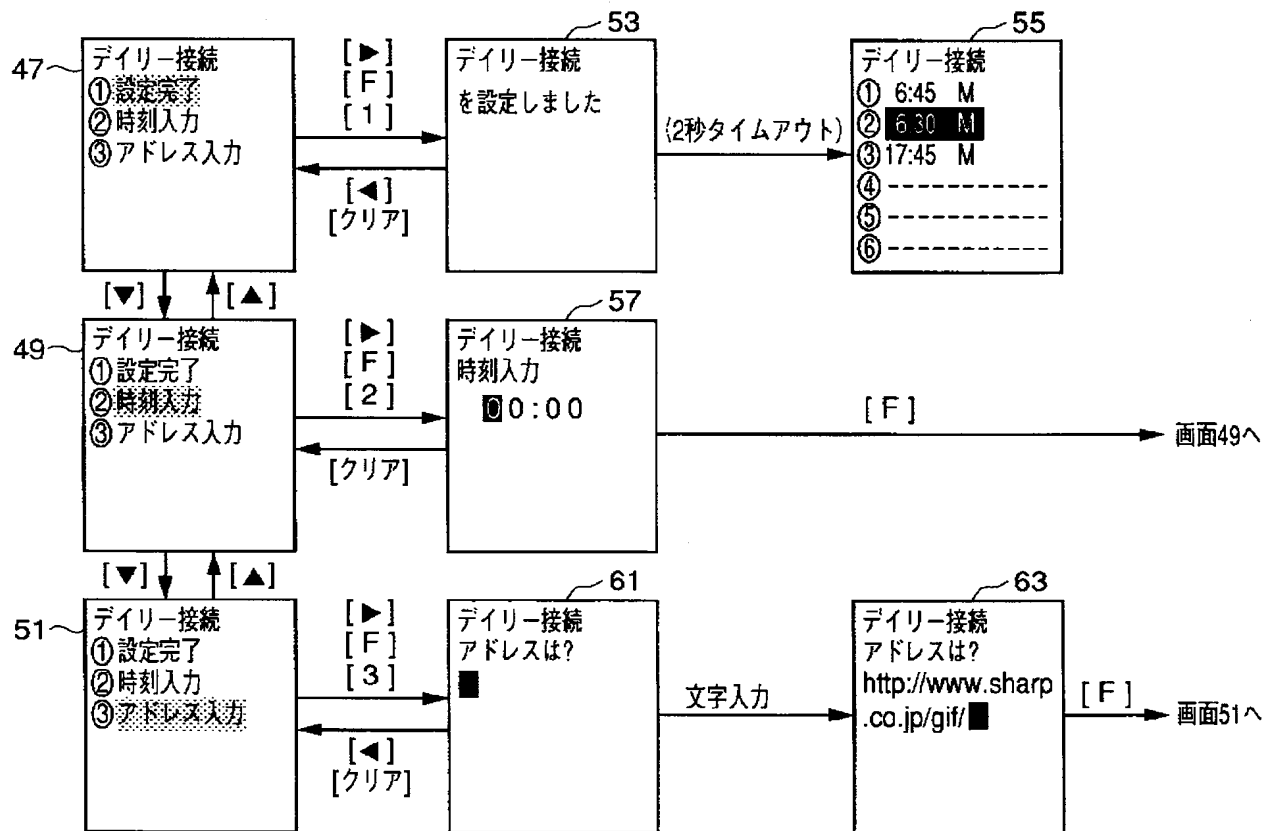 47
デイリー接続
①設定完了
②時刻入力
③アドレス入力
[▶]
[F]
[1]
[◀]
[クリア]
53
デイリー接続
を設定しました
(2秒タイムアウト)
55
デイリー接続
① 6:45 M
② 6:30 M
③17:45 M
④----------
⑤----------
⑥----------
[▼]
[▲]
49
デイリー接続
①設定完了
②時刻入力
③アドレス入力
[▶]
[F]
[2]
[クリア]
57
デイリー接続
時刻入力
00:00
[F]
画面49へ
[▼]
[▲]
51
デイリー接続
①設定完了
②時刻入力
③アドレス入力
[▶]
[F]
[3]
[◀]
[クリア]
61
デイリー接続
アドレスは?
文字入力
63
デイリー接続
アドレスは?
http://www.sharp
.co.jp/gif/
[F]
画面51へ